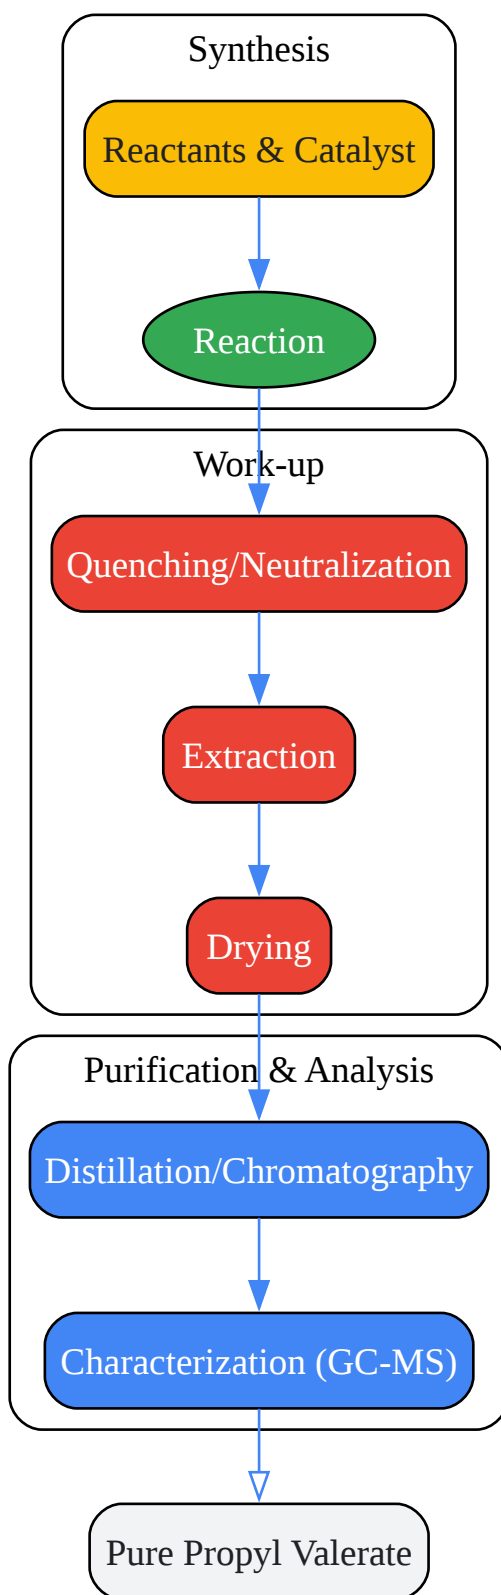 Synthesis
Reactants & Catalyst
Reaction
Work-up
Quenching/Neutralization
Extraction
Drying
Purification & Analysis
Distillation/Chromatography
Characterization (GC-MS)
Pure Propyl Valerate